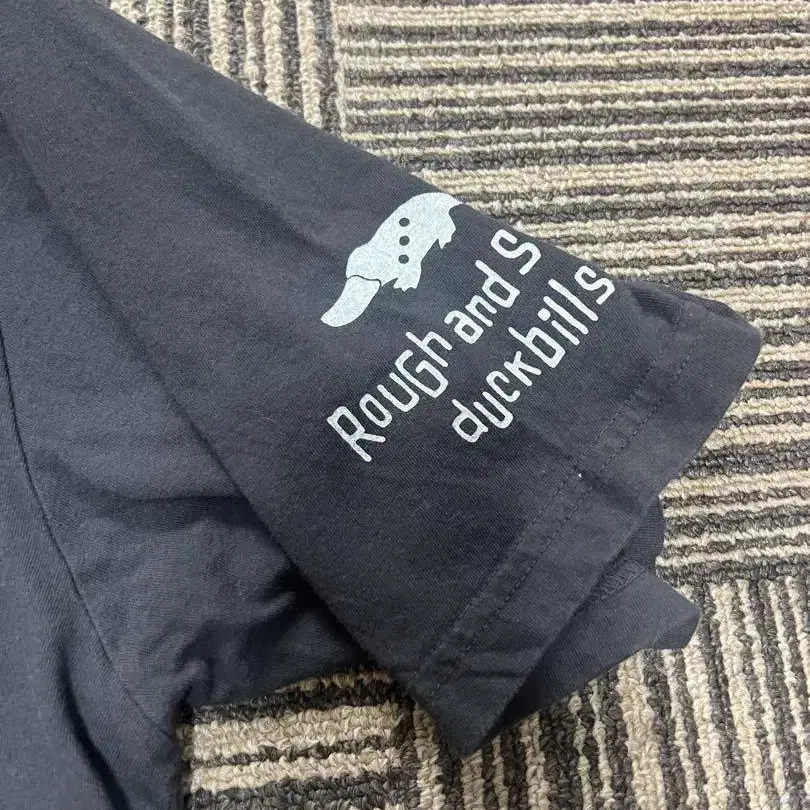 RouGh and S
duckbills